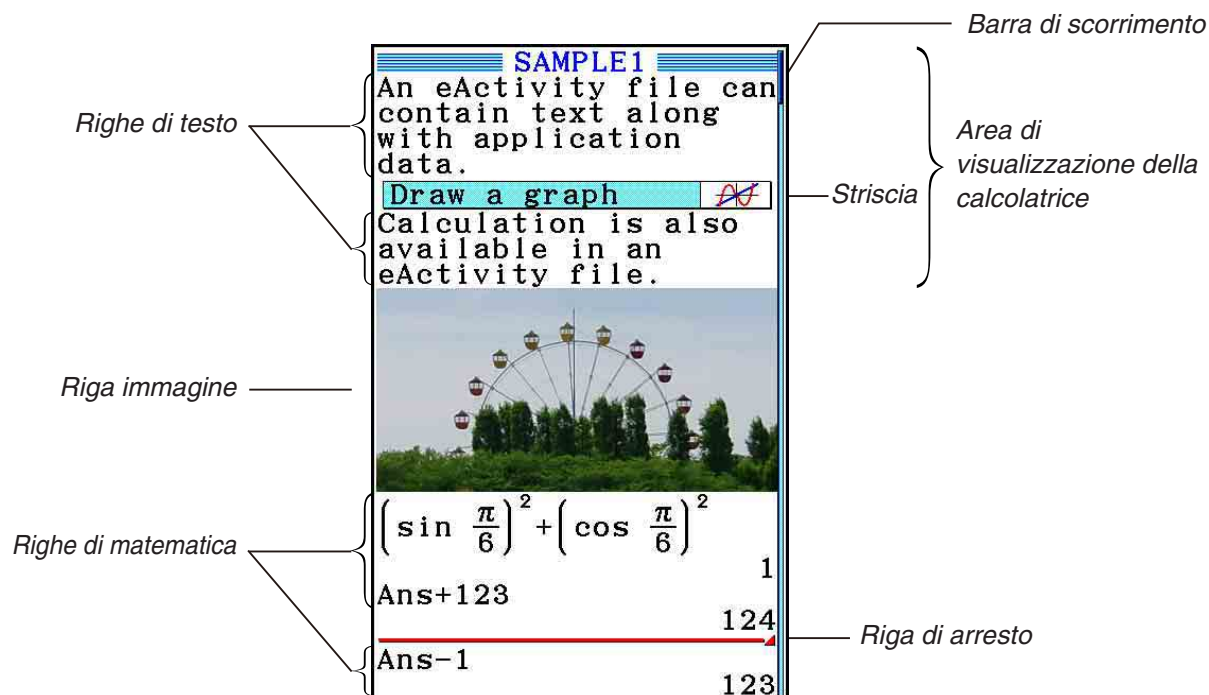 Barra di scorrimento
SAMPLE1
An eActivity file can
contain text along
with application
data.
Righe di testo
Area di
visualizzazione della
calcolatrice
Draw a graph
Striscia
Calculation is also
available in an
eActivity file.
Riga immagine
(sin π/6)²+(cos π/6)²
1
Righe di matematica
Ans+123
124
Riga di arresto
Ans−1
123